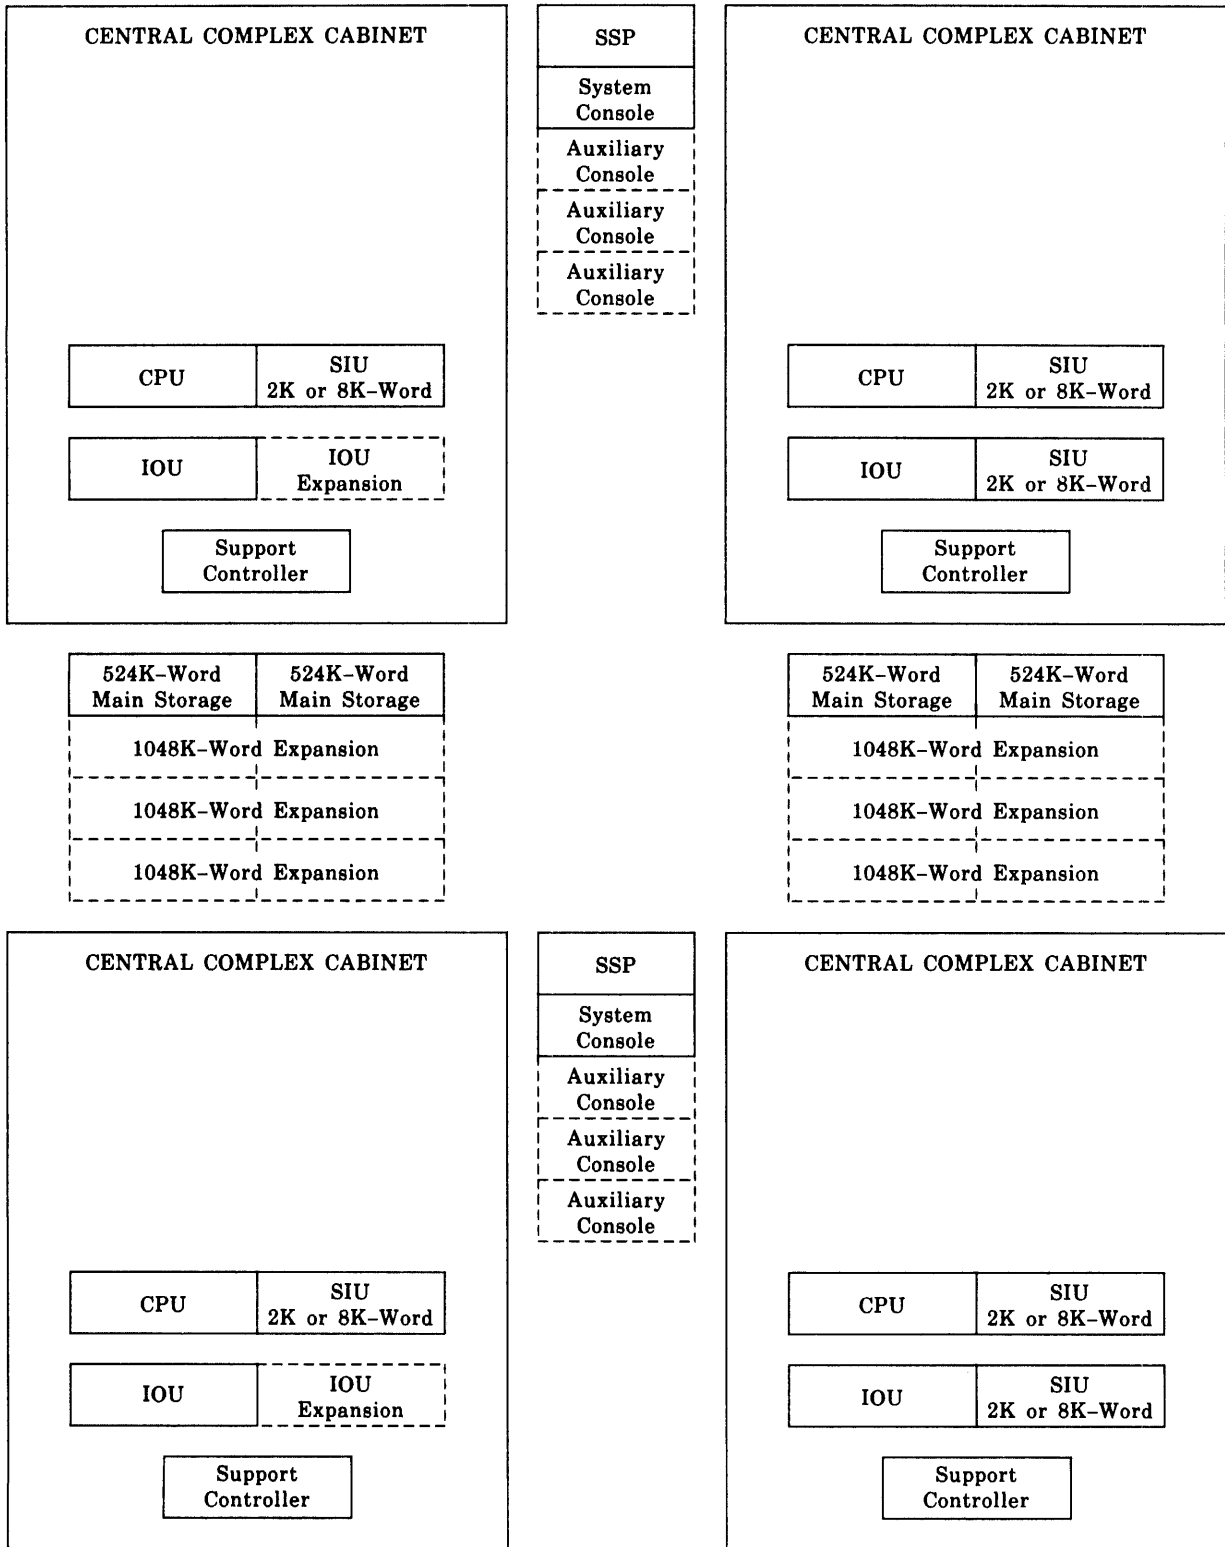 CENTRAL COMPLEX CABINET
CPU
SIU
2K or 8K-Word
IOU
IOU
Expansion
Support
Controller
SSP
System
Console
Auxiliary
Console
Auxiliary
Console
Auxiliary
Console
CENTRAL COMPLEX CABINET
CPU
SIU
2K or 8K-Word
IOU
SIU
2K or 8K-Word
Support
Controller
524K-Word
Main Storage
524K-Word
Main Storage
1048K-Word Expansion
1048K-Word Expansion
1048K-Word Expansion
524K-Word
Main Storage
524K-Word
Main Storage
1048K-Word Expansion
1048K-Word Expansion
1048K-Word Expansion
CENTRAL COMPLEX CABINET
CPU
SIU
2K or 8K-Word
IOU
IOU
Expansion
Support
Controller
SSP
System
Console
Auxiliary
Console
Auxiliary
Console
Auxiliary
Console
CENTRAL COMPLEX CABINET
CPU
SIU
2K or 8K-Word
IOU
SIU
2K or 8K-Word
Support
Controller